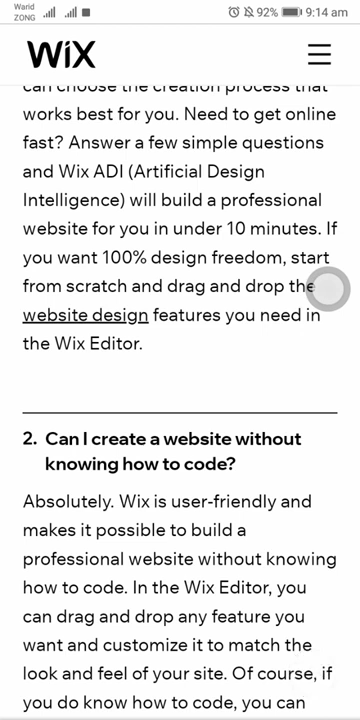 Warid
ZONG
92%
9:14 am
WiX
can choose the creation process that
works best for you. Need to get online
fast? Answer a few simple questions
and Wix ADI (Artificial Design
Intelligence) will build a professional
website for you in under 10 minutes. If
you want 100% design freedom, start
from scratch and drag and drop the
website design features you need in
the Wix Editor.
2. Can I create a website without
knowing how to code?
Absolutely. Wix is user-friendly and
makes it possible to build a
professional website without knowing
how to code. In the Wix Editor, you
can drag and drop any feature you
want and customize it to match the
look and feel of your site. Of course, if
you do know how to code, you can